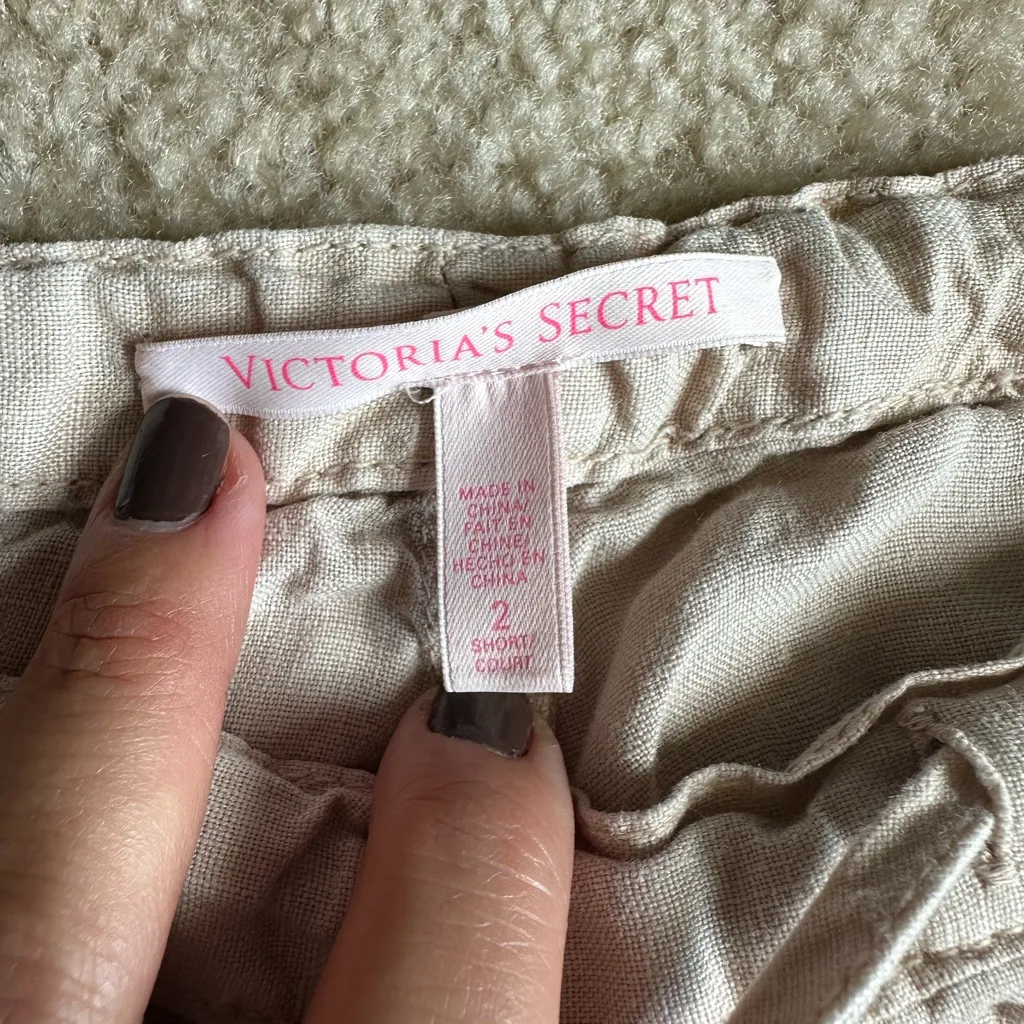 VICTORIA'S SECRET
MADE IN
CHINA
FAIT EN
CHINE
HECHO EN
CHINA
2
SHORT/
COURT